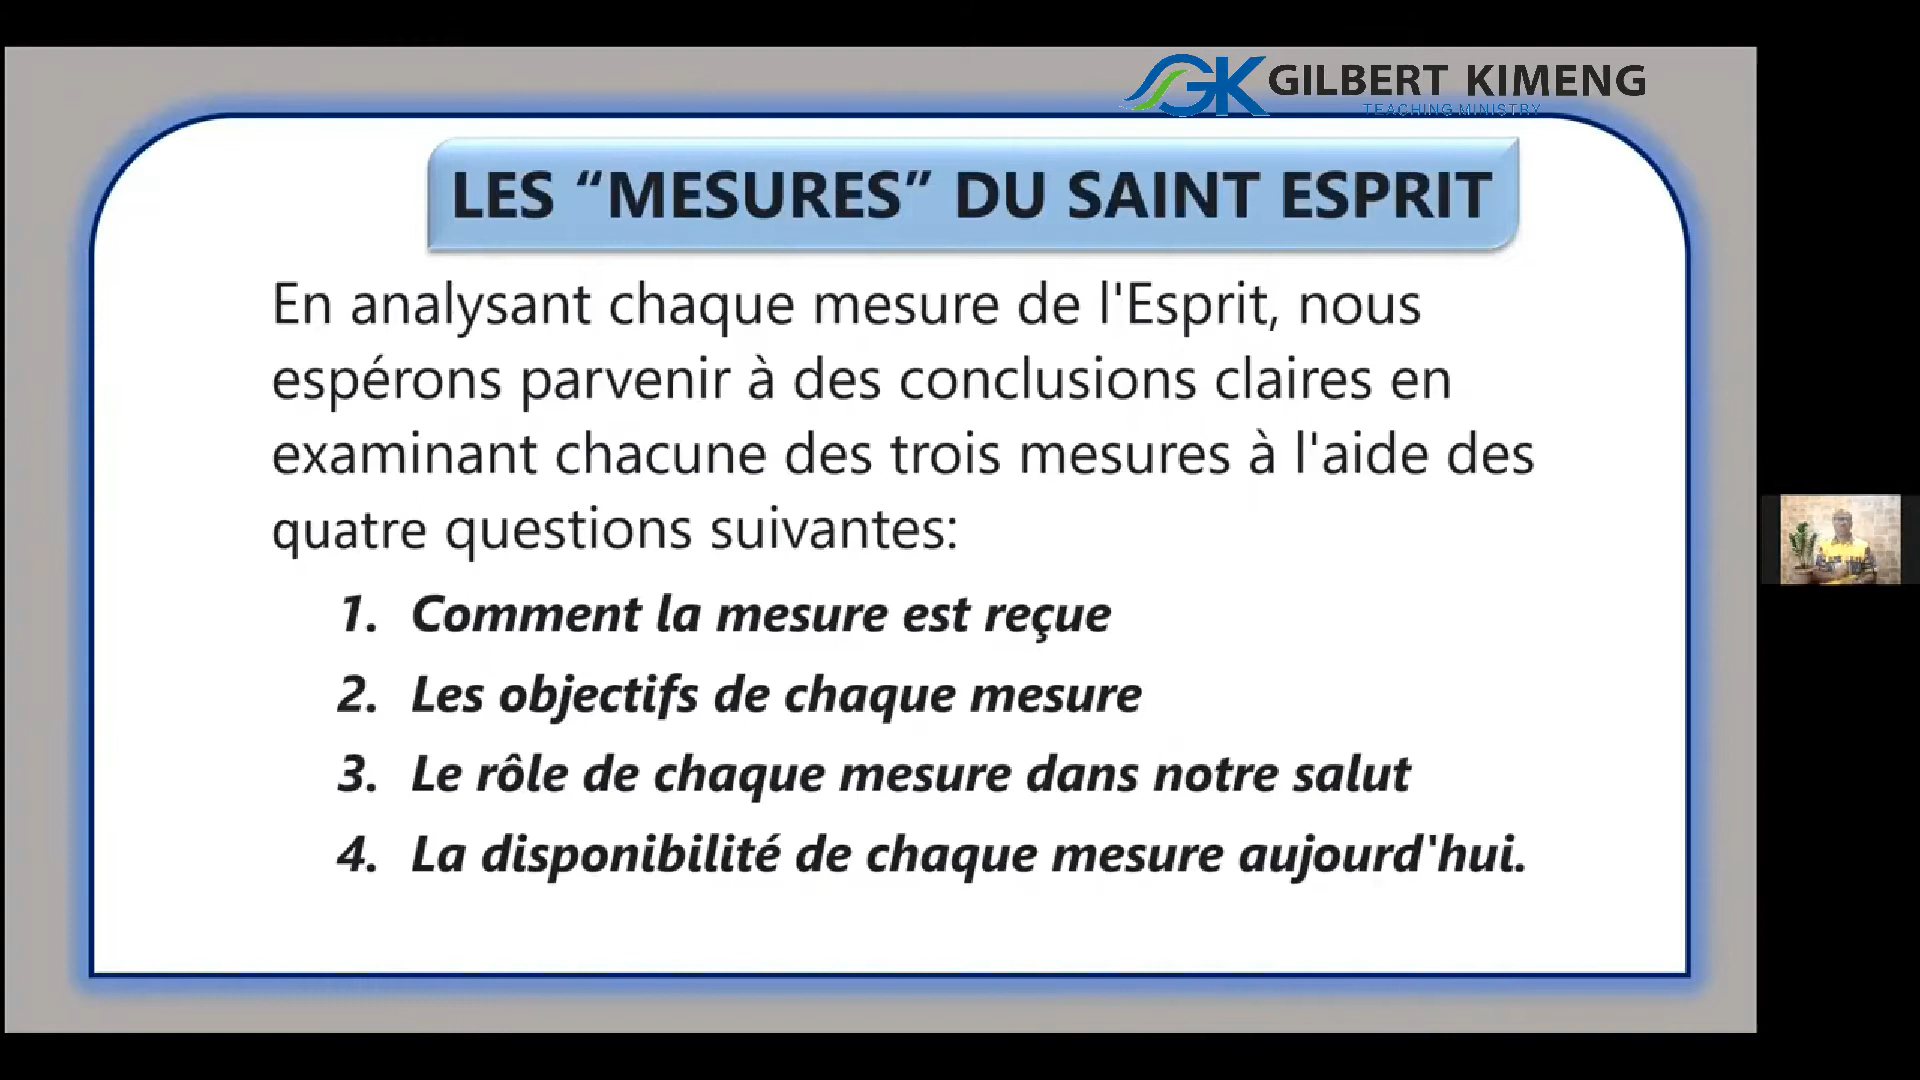 GK GILBERT KIMENG
TEACHING MINISTRY
LES “MESURES” DU SAINT ESPRIT
En analysant chaque mesure de l'Esprit, nous
espérons parvenir à des conclusions claires en
examinant chacune des trois mesures à l'aide des
quatre questions suivantes:
1. Comment la mesure est reçue
2. Les objectifs de chaque mesure
3. Le rôle de chaque mesure dans notre salut
4. La disponibilité de chaque mesure aujourd'hui.